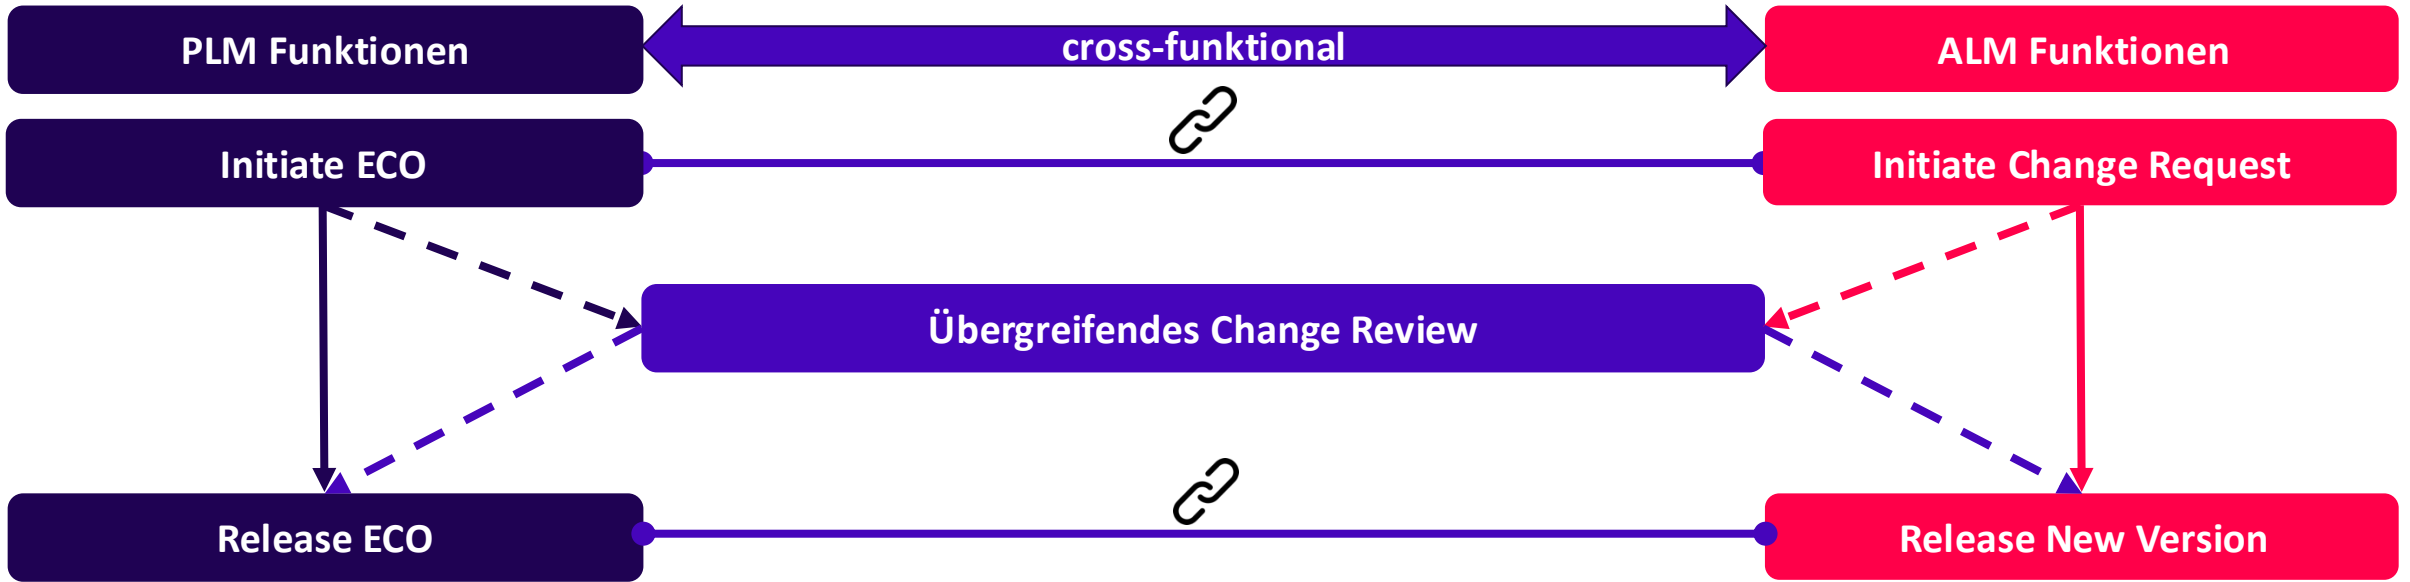 PLM Funktionen
cross-funktional
ALM Funktionen
Initiate ECO
Initiate Change Request
Übergreifendes Change Review
Release ECO
Release New Version